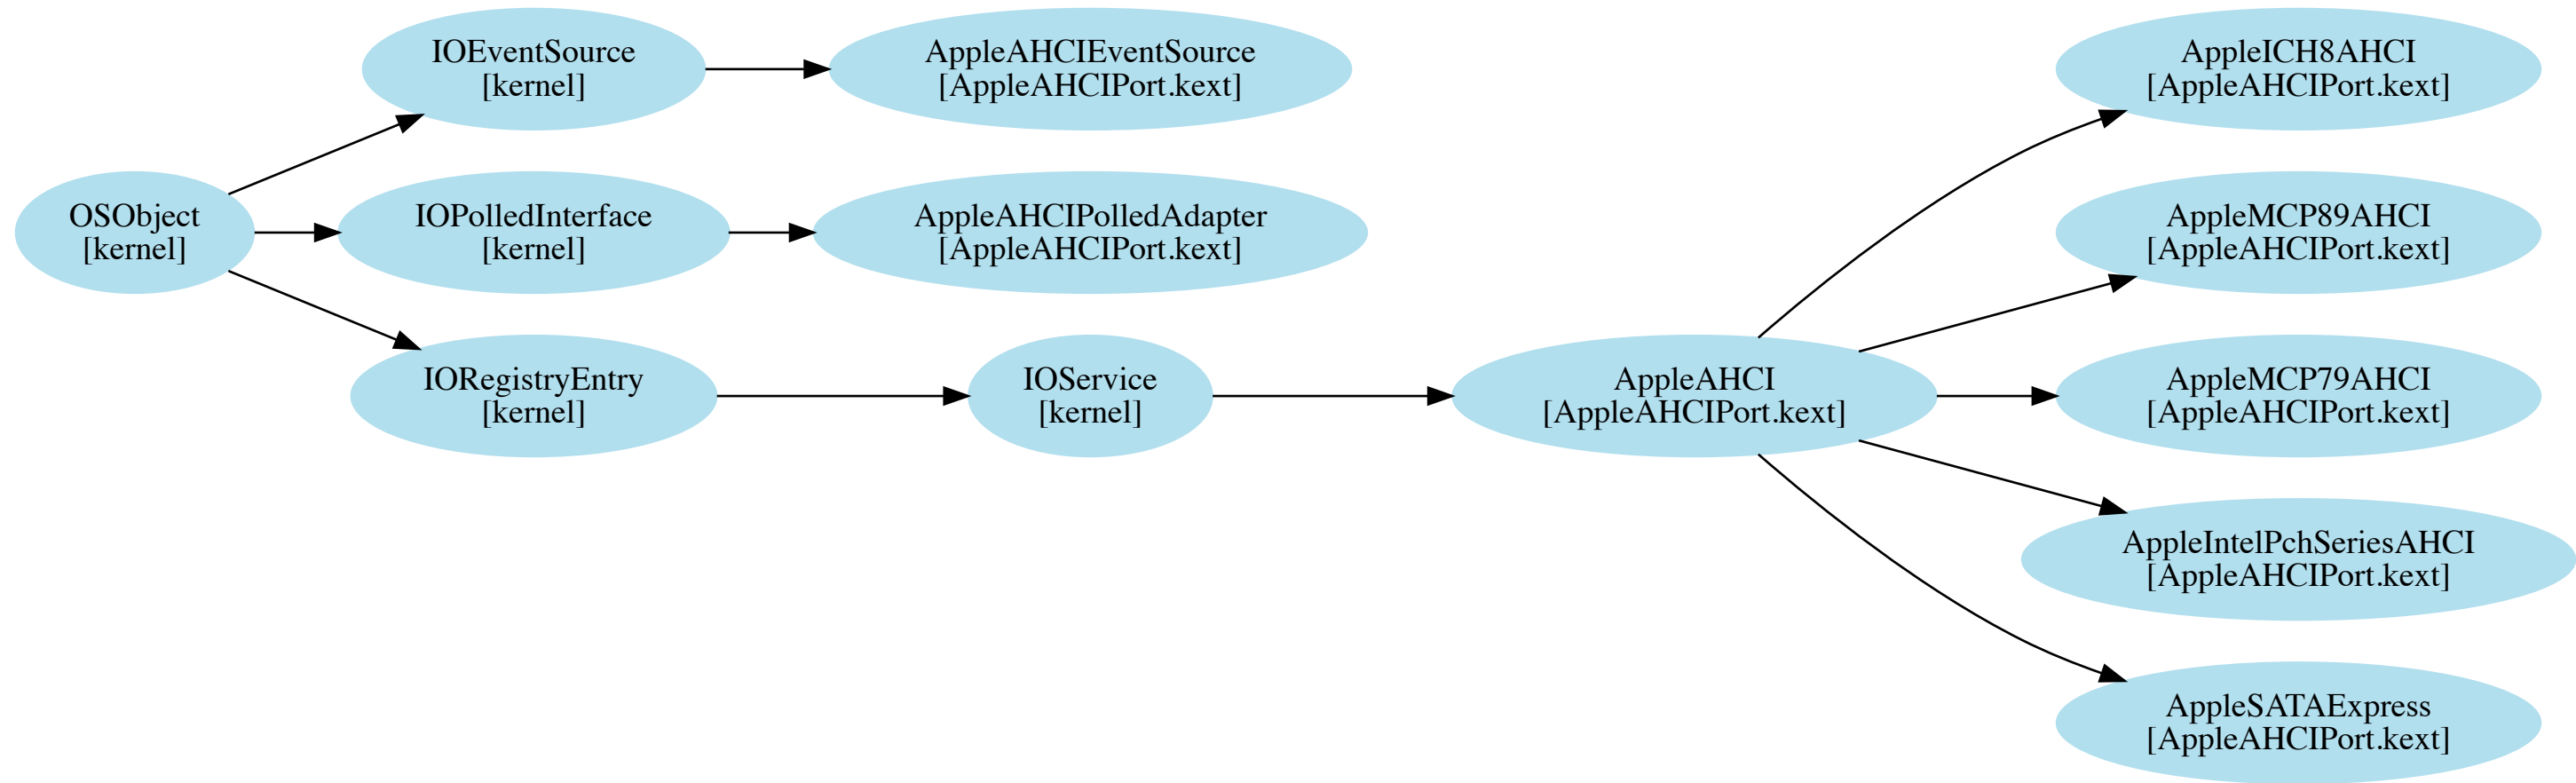 OSObject
[kernel]
IOEventSource
[kernel]
AppleAHCIEventSource
[AppleAHCIPort.kext]
IOPolledInterface
[kernel]
AppleAHCIPolledAdapter
[AppleAHCIPort.kext]
IORegistryEntry
[kernel]
IOService
[kernel]
AppleAHCI
[AppleAHCIPort.kext]
AppleICH8AHCI
[AppleAHCIPort.kext]
AppleMCP89AHCI
[AppleAHCIPort.kext]
AppleMCP79AHCI
[AppleAHCIPort.kext]
AppleIntelPchSeriesAHCI
[AppleAHCIPort.kext]
AppleSATAExpress
[AppleAHCIPort.kext]